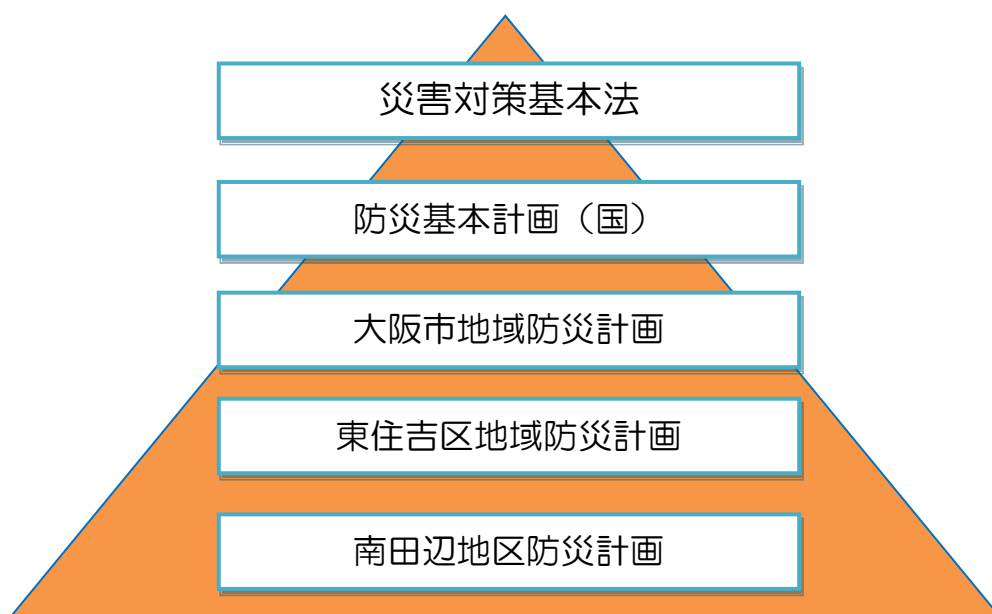 災害対策基本法
防災基本計画（国）
大阪市地域防災計画
東住吉区地域防災計画
南田辺地区防災計画